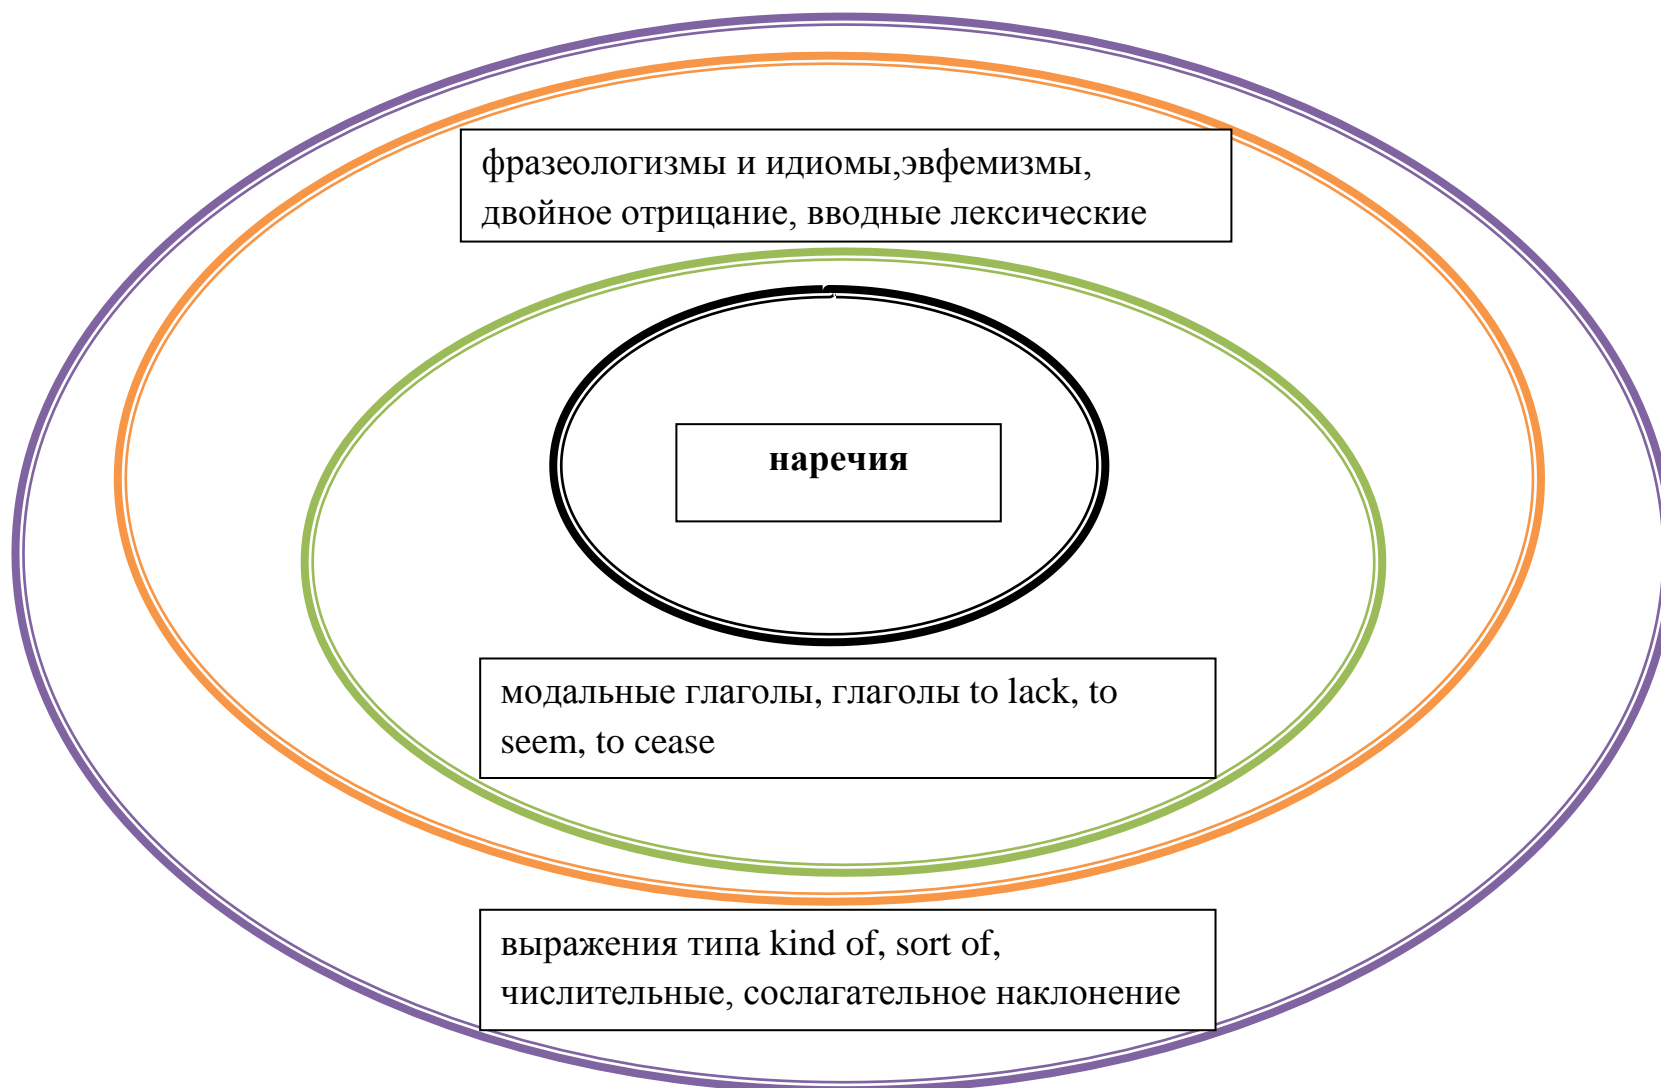 фразеологизмы и идиомы,эвфемизмы,
двойное отрицание, вводные лексические
наречия
модальные глаголы, глаголы to lack, to
seem, to cease
выражения типа kind of, sort of,
числительные, сослагательное наклонение